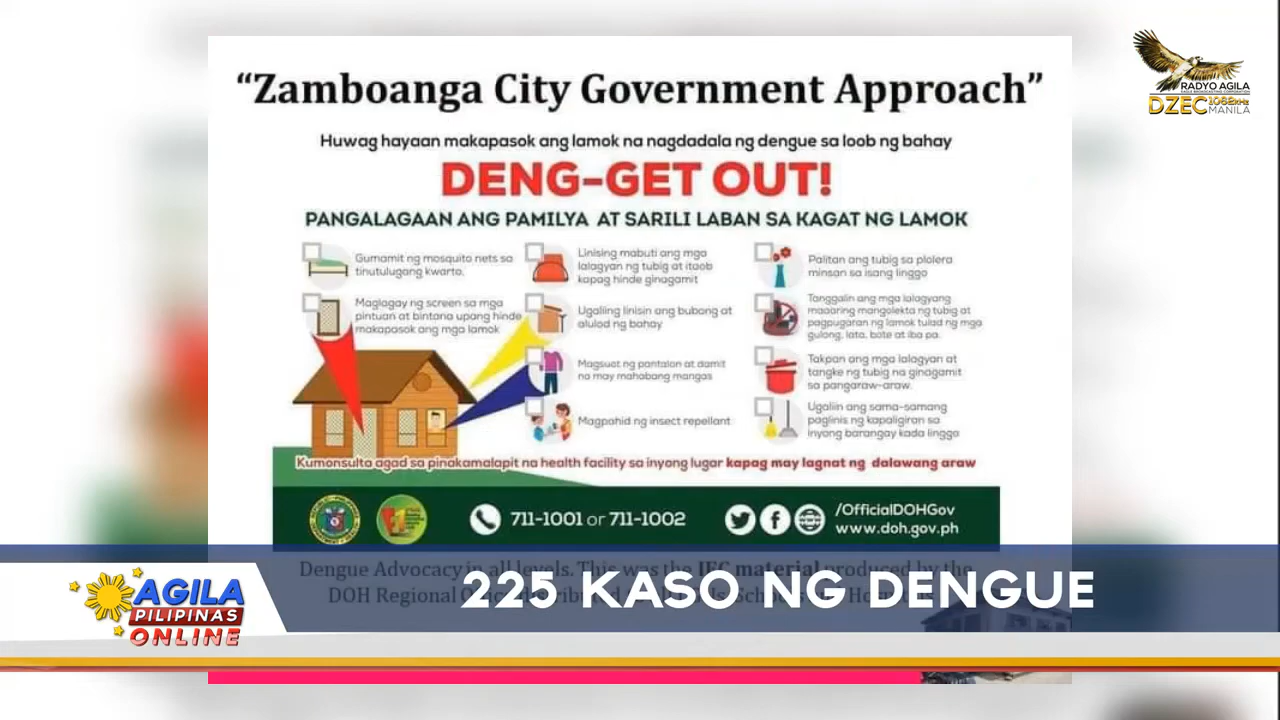 “Zamboanga City Government Approach”
RADYO AGILA
EAGLE BROADCASTING CORPORATION
DZEC 1062kHz
MANILA
Huwag hayaan makapasok ang lamok na nagdadala ng dengue sa loob ng bahay
DENG-GET OUT!
PANGALAGAAN ANG PAMILYA AT SARILI LABAN SA KAGAT NG LAMOK
Gumamit ng mosquito nets sa
tinutulugang kwarto.
Maglagay ng screen sa mga
pintuan at bintana upang hinde
makapasok ang mga lamok
Linising mabuti ang mga
lalagyan ng tubig at itaob
kapag hinde ginagamit
Ugaliing linisin ang bubong at
alulod ng bahay
Magsuot ng pantalon at damit
na may mahabang mangas
Magpahid ng insect repellant
Palitan ang tubig sa plolera
minsan sa isang linggo
Tanggalin ang mga lalagyang
maaaring mangolekta ng tubig at
pagpugaran ng lamok tulad ng mga
gulong, lata, bote at iba pa.
Takpan ang mga lalagyan at
tangke ng tubig na ginagamit
sa pangaraw-araw.
Ugaliin ang sama-samang
paglinis ng kapaligiran sa
inyong barangay kada linggo
Kumonsulta agad sa pinakamalapit na health facility sa inyong lugar kapag may lagnat ng dalawang araw
711-1001 or 711-1002
/OfficialDOHGov
www.doh.gov.ph
Dengue Advocacy in all levels. This was the IEC material produced by the
DOH Regional
225 KASO NG DENGUE
AGILA
PILIPINAS
ONLINE